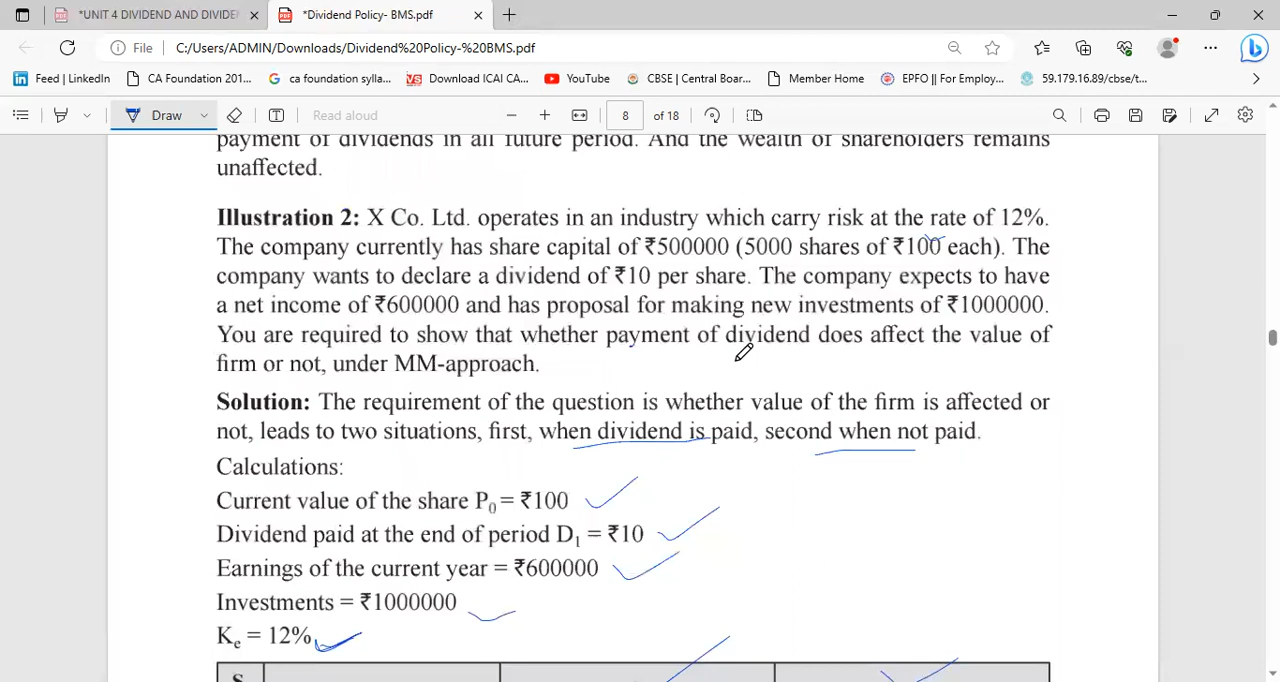 *UNIT 4 DIVIDEND AND DIVIDE
*Dividend Policy- BMS.pdf
File C:/Users/ADMIN/Downloads/Dividend%20Policy-%20BMS.pdf
Feed | LinkedIn CA Foundation 201... ca foundation sylla... Download ICAI CA... YouTube CBSE | Central Boar... Member Home EPFO || For Employ... 59.179.16.89/cbse/t...
Draw Read aloud 8 of 18
payment of dividends in all future period. And the wealth of shareholders remains
unaffected.
Illustration 2: X Co. Ltd. operates in an industry which carry risk at the rate of 12%.
The company currently has share capital of ₹500000 (5000 shares of ₹100 each). The
company wants to declare a dividend of ₹10 per share. The company expects to have
a net income of ₹600000 and has proposal for making new investments of ₹1000000.
You are required to show that whether payment of dividend does affect the value of
firm or not, under MM-approach.
Solution: The requirement of the question is whether value of the firm is affected or
not, leads to two situations, first, when dividend is paid, second when not paid.
Calculations:
Current value of the share P₀ = ₹100
Dividend paid at the end of period D₁ = ₹10
Earnings of the current year = ₹600000
Investments = ₹1000000
Kₑ = 12%
S